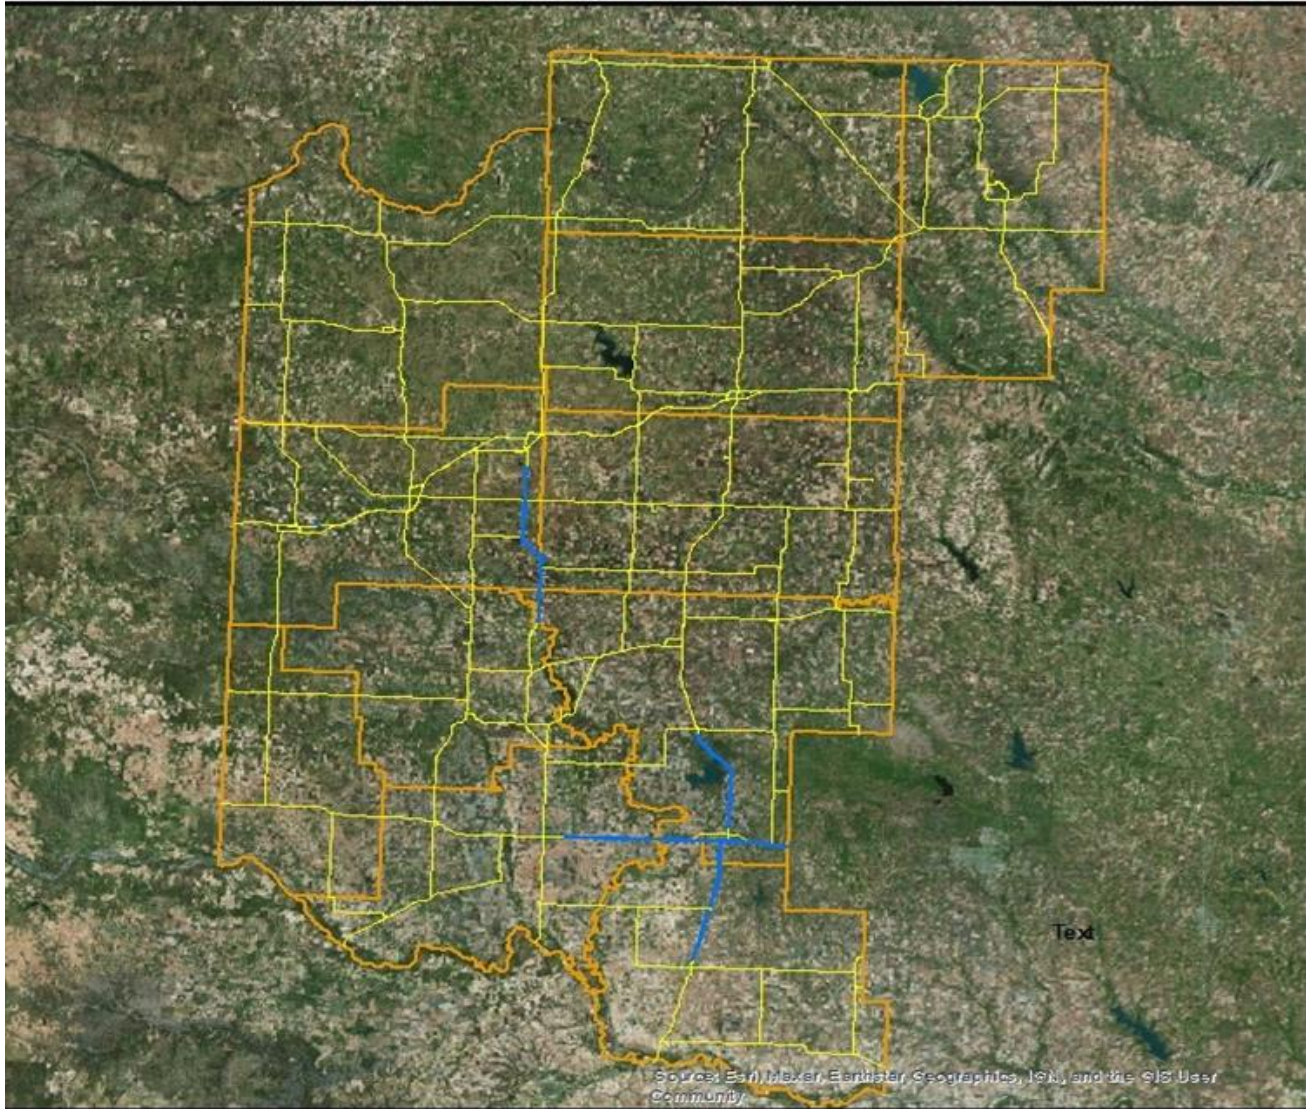 Text
Source: Esri, Maxar, Earthstar Geographics, IGN, and the GIS User
Community